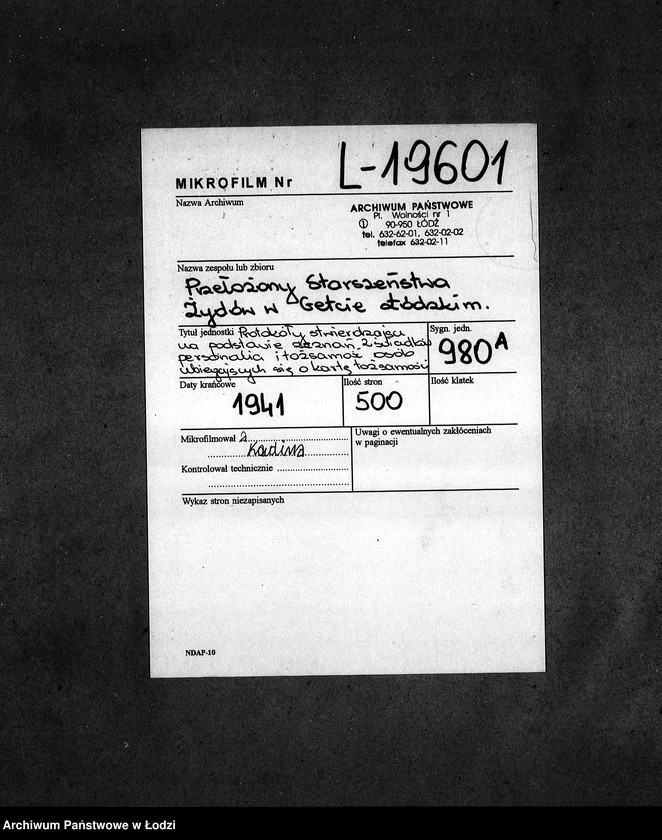 MIKROFILM Nr L-19601
Nazwa Archiwum
ARCHIWUM PAŃSTWOWE
Pl. Wolności nr 1
① 90-950 ŁÓDŹ
tel. 632-62-01, 632-02-02
telefax 632-02-11
Nazwa zespołu lub zbioru
Przełożony Starszeństwa
Żydów w Getcie Łódzkim.
Tytuł jednostki Protokóły stwierdzające
na podstawie zeznań 2 świadków
personalia i tożsamość osób
ubiegających się o kartę tożsamości
Sygn. jedn.
980A
Daty krańcowe
1941
Ilość stron
500
Ilość klatek
Mikrofilmował
Kontrolował technicznie
Uwagi o ewentualnych zakłóceniach
w paginacji
Wykaz stron niezapisanych
NDAP-10
Archiwum Państwowe w Łodzi